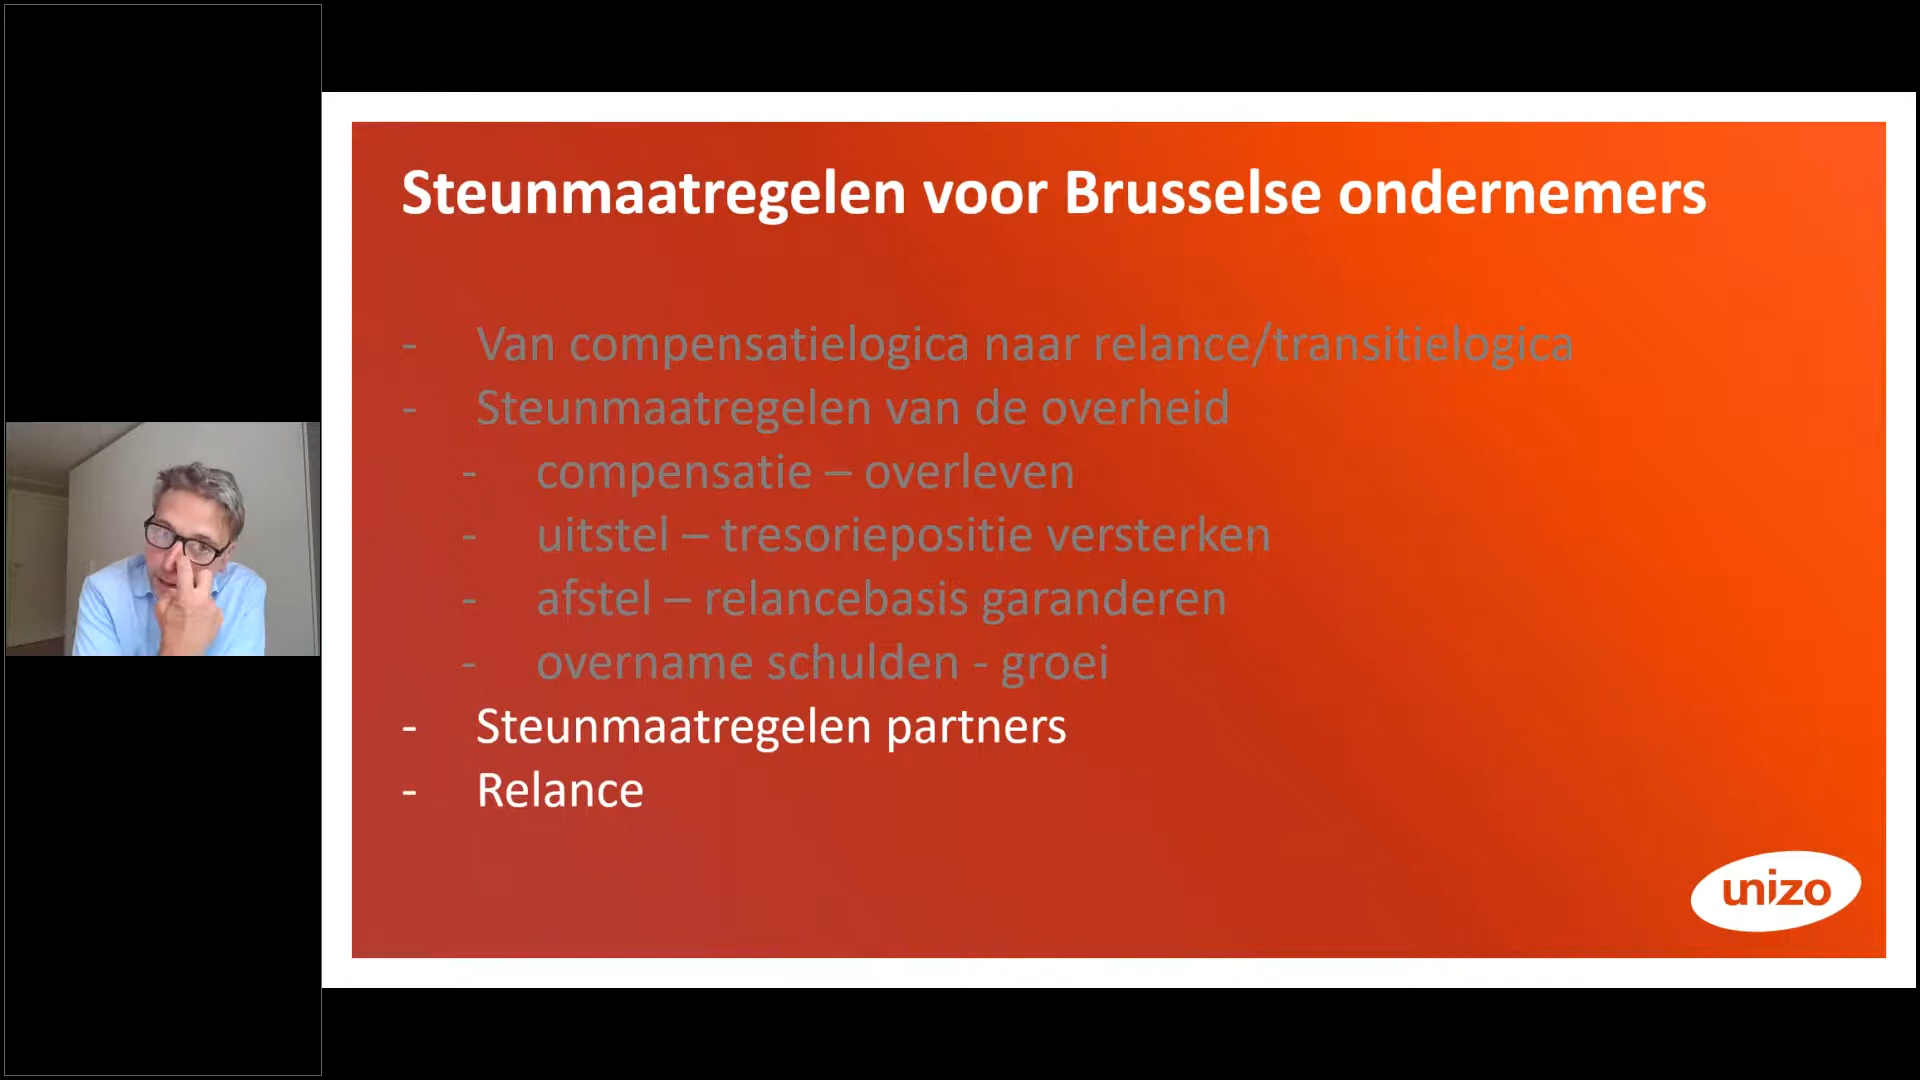 Steunmaatregelen voor Brusselse ondernemers
- Van compensatielogica naar relance/transitielogica
- Steunmaatregelen van de overheid
- compensatie – overleven
- uitstel – tresoriepositie versterken
- afstel – relancebasis garanderen
- overname schulden - groei
- Steunmaatregelen partners
- Relance
unizo